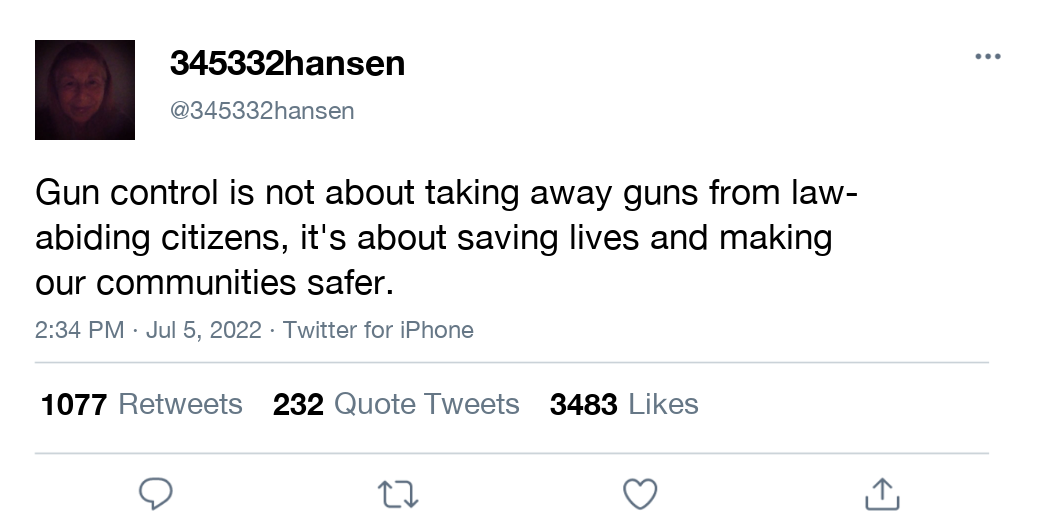 345332hansen
@345332hansen
Gun control is not about taking away guns from law-
abiding citizens, it's about saving lives and making
our communities safer.
2:34 PM · Jul 5, 2022 · Twitter for iPhone
1077 Retweets 232 Quote Tweets 3483 Likes